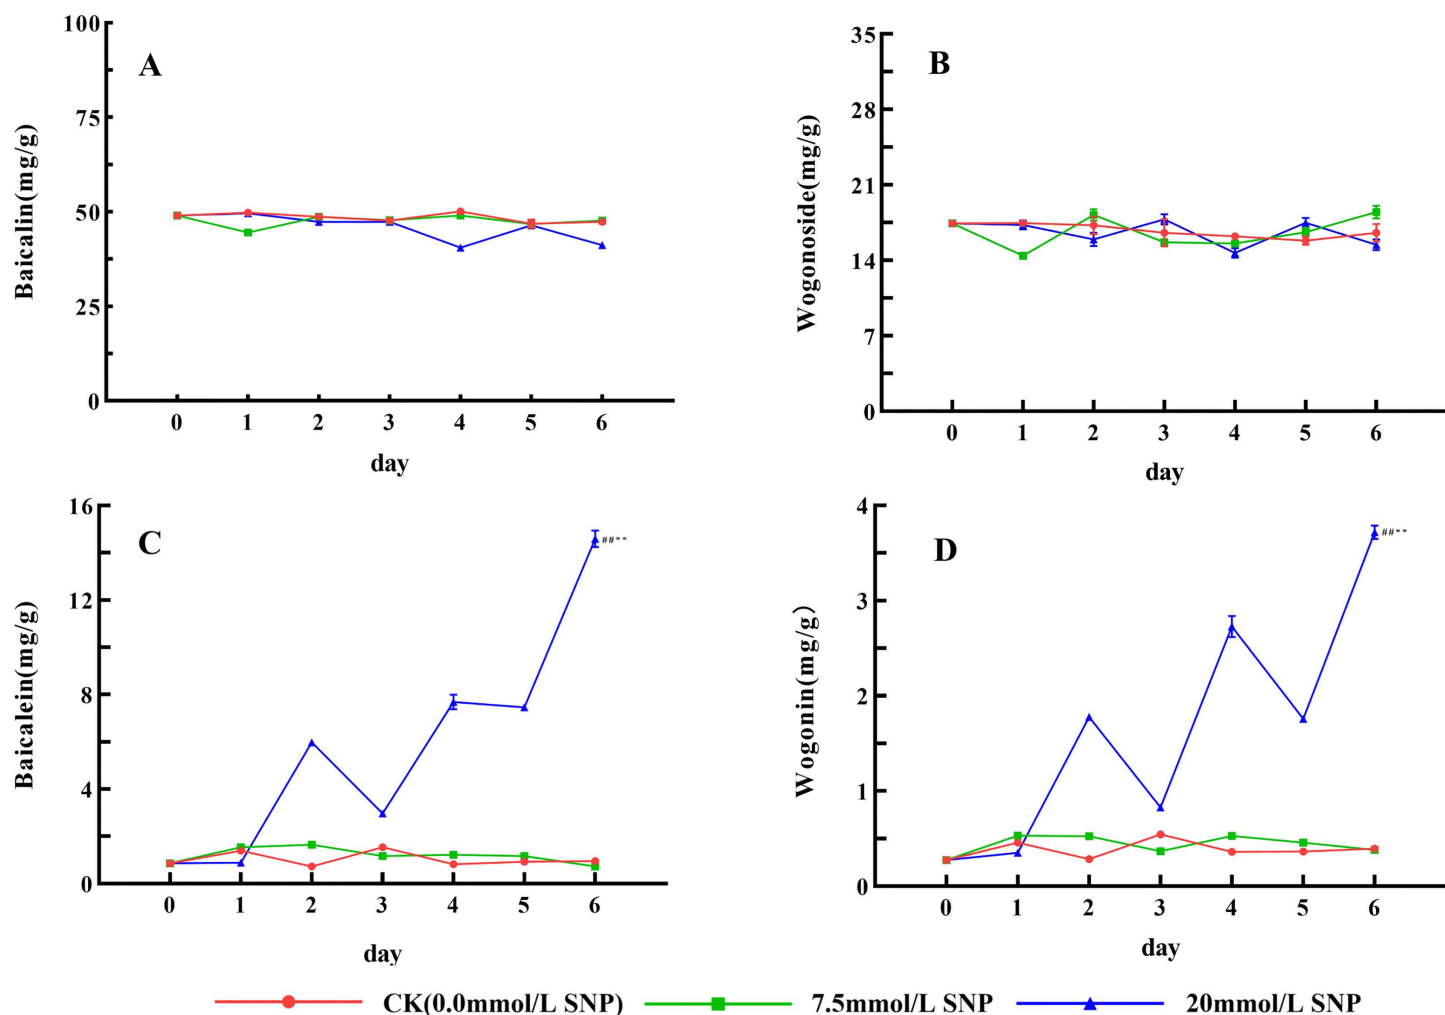 A
Baicalin(mg/g)
100
75
50
25
0
0 1 2 3 4 5 6
day
B
Wogonoside(mg/g)
35
28
21
14
7
0
0 1 2 3 4 5 6
day
C
Baicalein(mg/g)
16
12
8
4
0
##**
0 1 2 3 4 5 6
day
D
Wogonin(mg/g)
4
3
2
1
0
##**
0 1 2 3 4 5 6
day
CK(0.0mmol/L SNP) 7.5mmol/L SNP 20mmol/L SNP